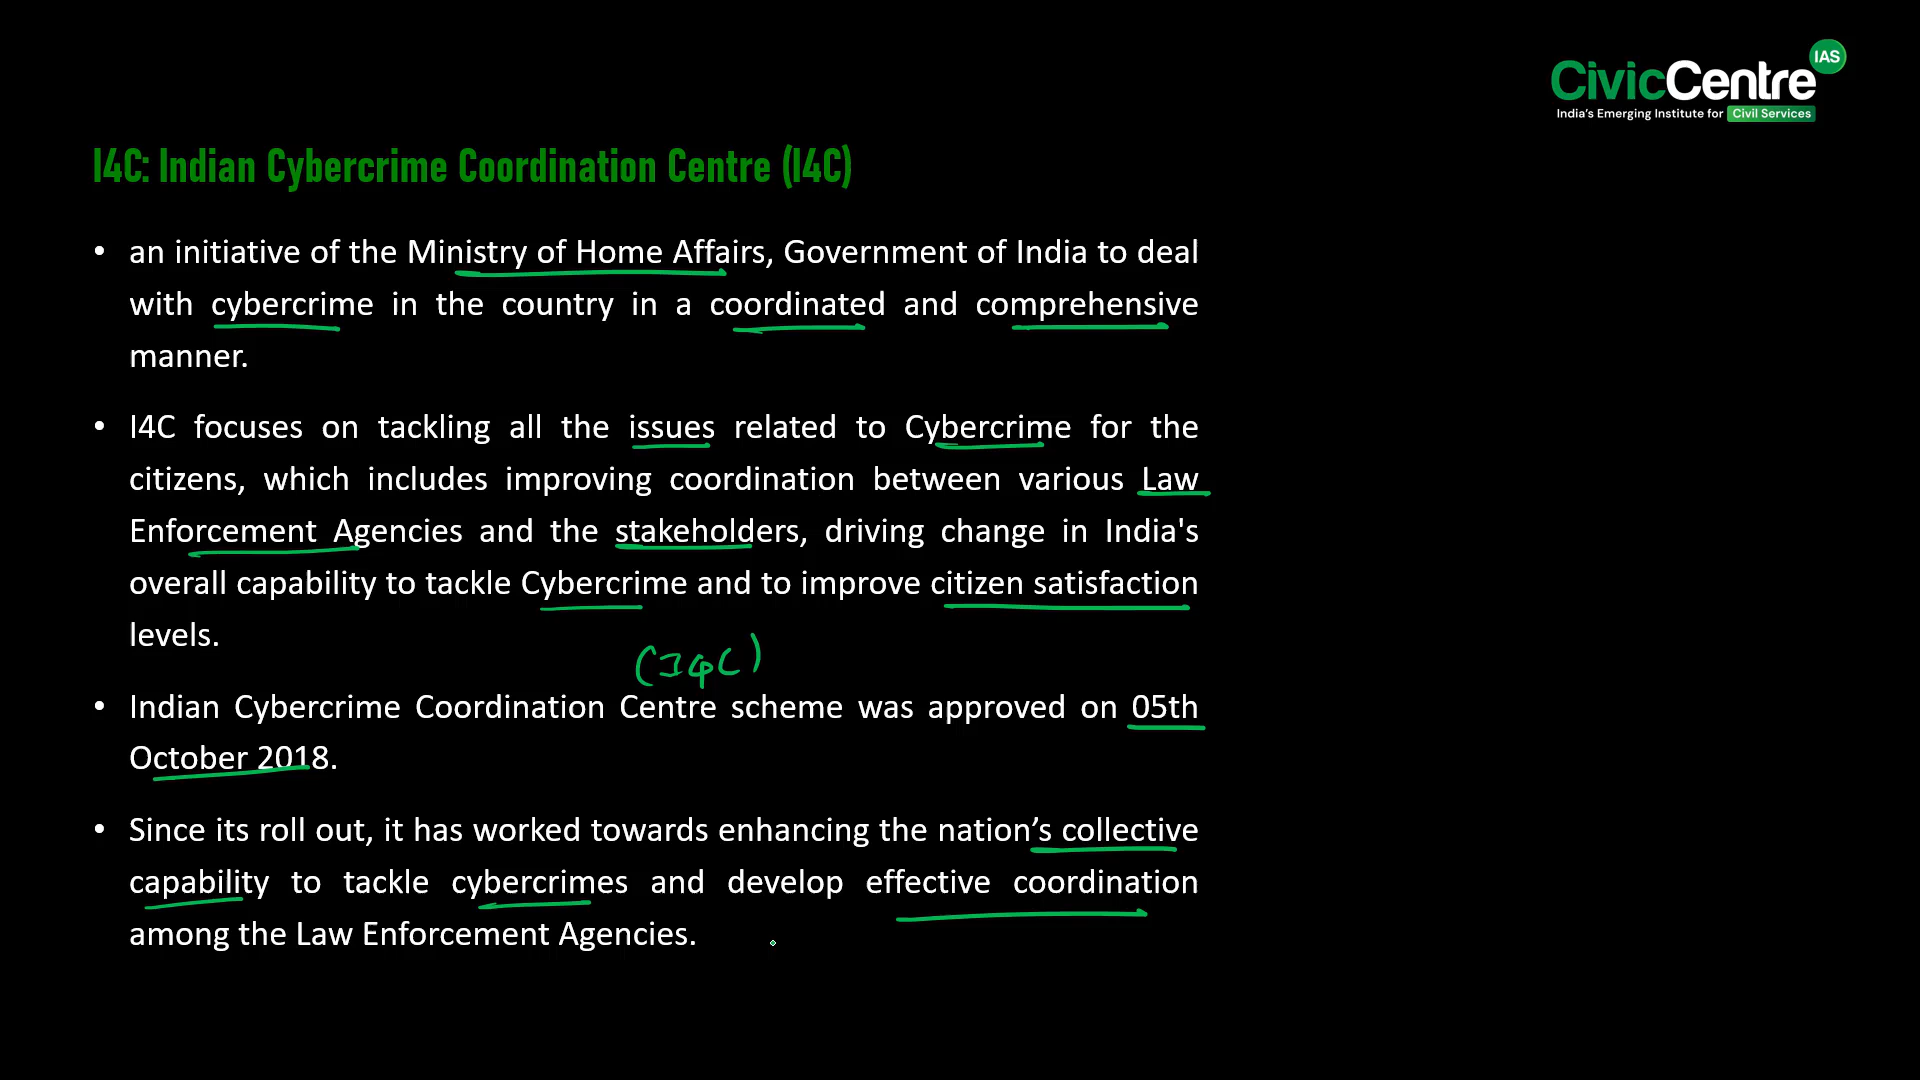 IAS
CivicCentre
India's Emerging Institute for Civil Services
I4C: Indian Cybercrime Coordination Centre (I4C)
• an initiative of the Ministry of Home Affairs, Government of India to deal
with cybercrime in the country in a coordinated and comprehensive
manner.
• I4C focuses on tackling all the issues related to Cybercrime for the
citizens, which includes improving coordination between various Law
Enforcement Agencies and the stakeholders, driving change in India's
overall capability to tackle Cybercrime and to improve citizen satisfaction
levels.
(I4C)
• Indian Cybercrime Coordination Centre scheme was approved on 05th
October 2018.
• Since its roll out, it has worked towards enhancing the nation’s collective
capability to tackle cybercrimes and develop effective coordination
among the Law Enforcement Agencies.